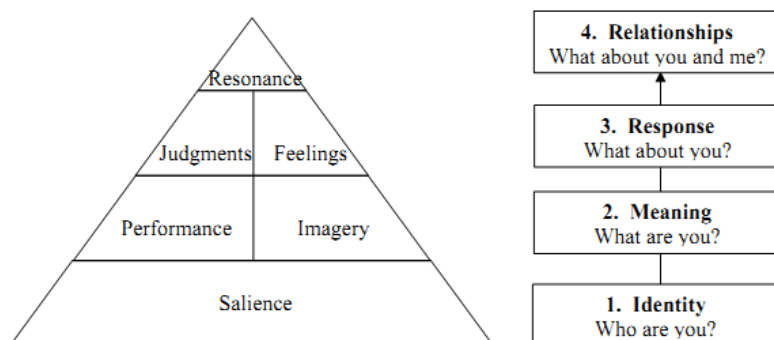 Resonance
Judgments
Feelings
Performance
Imagery
Salience
4. Relationships
What about you and me?
3. Response
What about you?
2. Meaning
What are you?
1. Identity
Who are you?